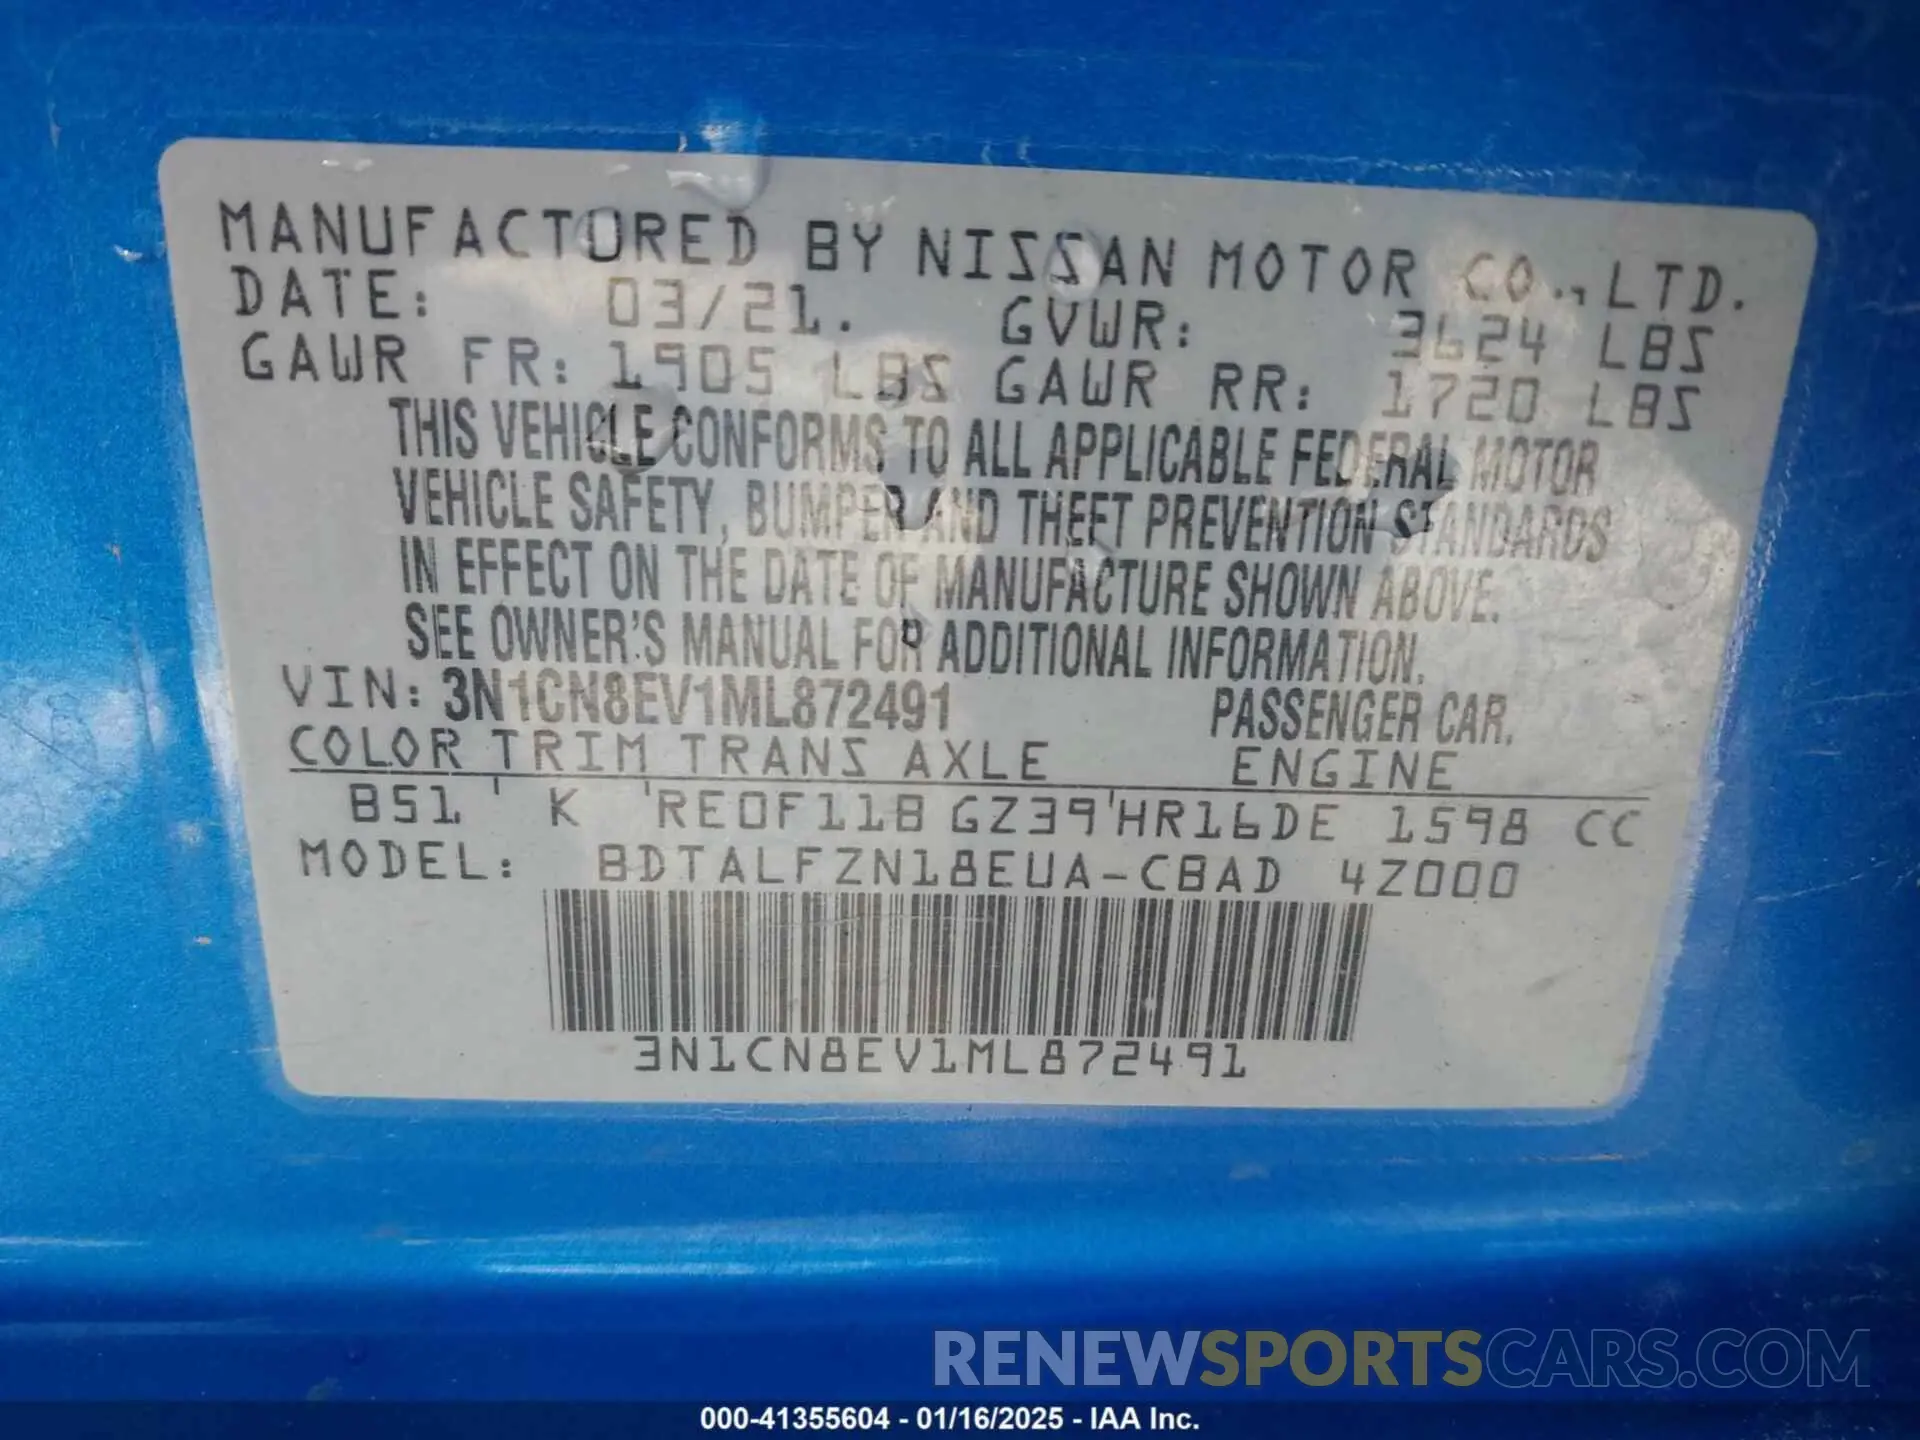 MANUFACTURED BY NISSAN MOTOR CO.,LTD.
DATE: 03/21. GVWR: 3624 LBS
GAWR FR: 1905 LBS GAWR RR: 1720 LBS
THIS VEHICLE CONFORMS TO ALL APPLICABLE FEDERAL MOTOR
VEHICLE SAFETY, BUMPER AND THEFT PREVENTION STANDARDS
IN EFFECT ON THE DATE OF MANUFACTURE SHOWN ABOVE.
SEE OWNER'S MANUAL FOR ADDITIONAL INFORMATION.
VIN: 3N1CN8EV1ML872491 PASSENGER CAR.
COLOR TRIM TRANS AXLE ENGINE
B51 ' K 'RE0F11B GZ39'HR16DE 1598 CC
MODEL: BDTALFZN18EUA-CBAD 4Z000
3N1CN8EV1ML872491
RENEWSPORTSCARS.COM
000-41355604 - 01/16/2025 - IAA Inc.